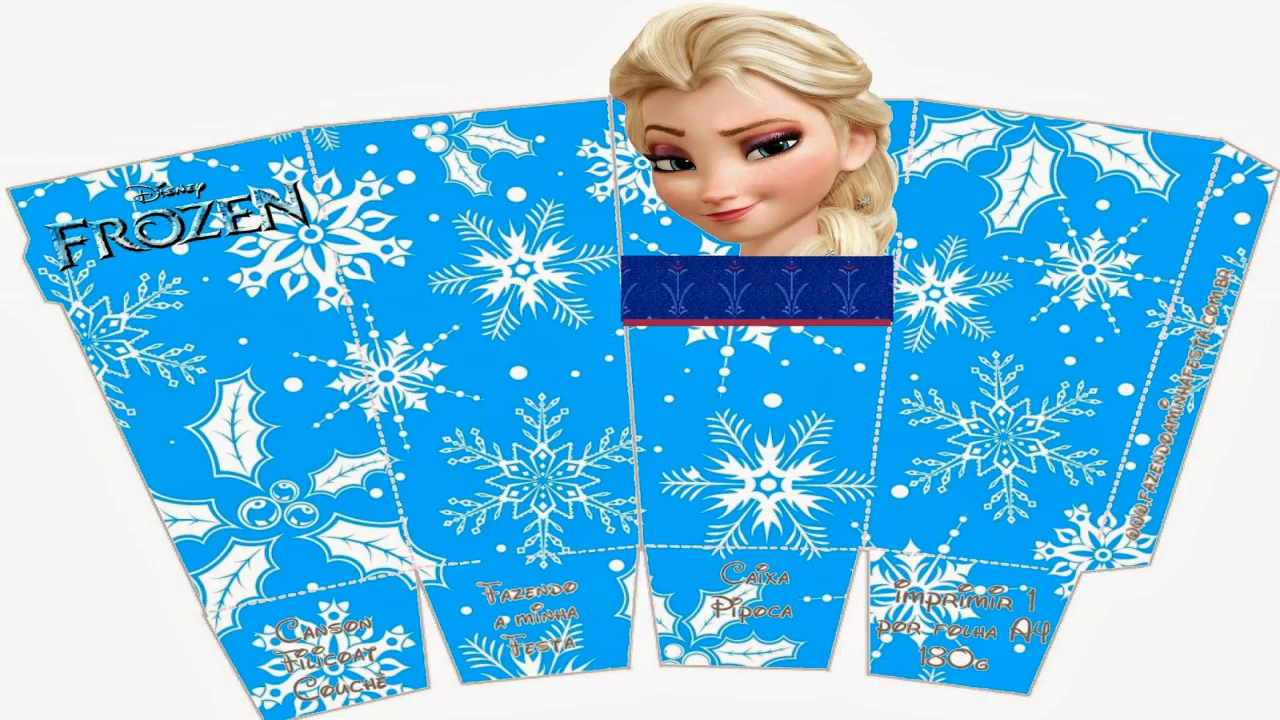 Disney
FROZEN
WWW.FAZENDOAMINHAFESTA.COM.BR
Canson
Filicoat
Couchê
Fazendo
a minha
Festa
Caixa
Pipoca
imprimir 1
por folha A4
180g